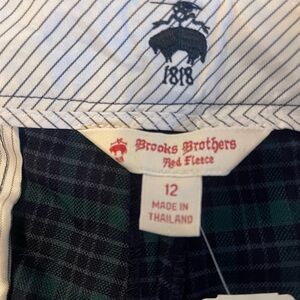 1818
Brooks Brothers
Red Fleece
12
MADE IN
THAILAND